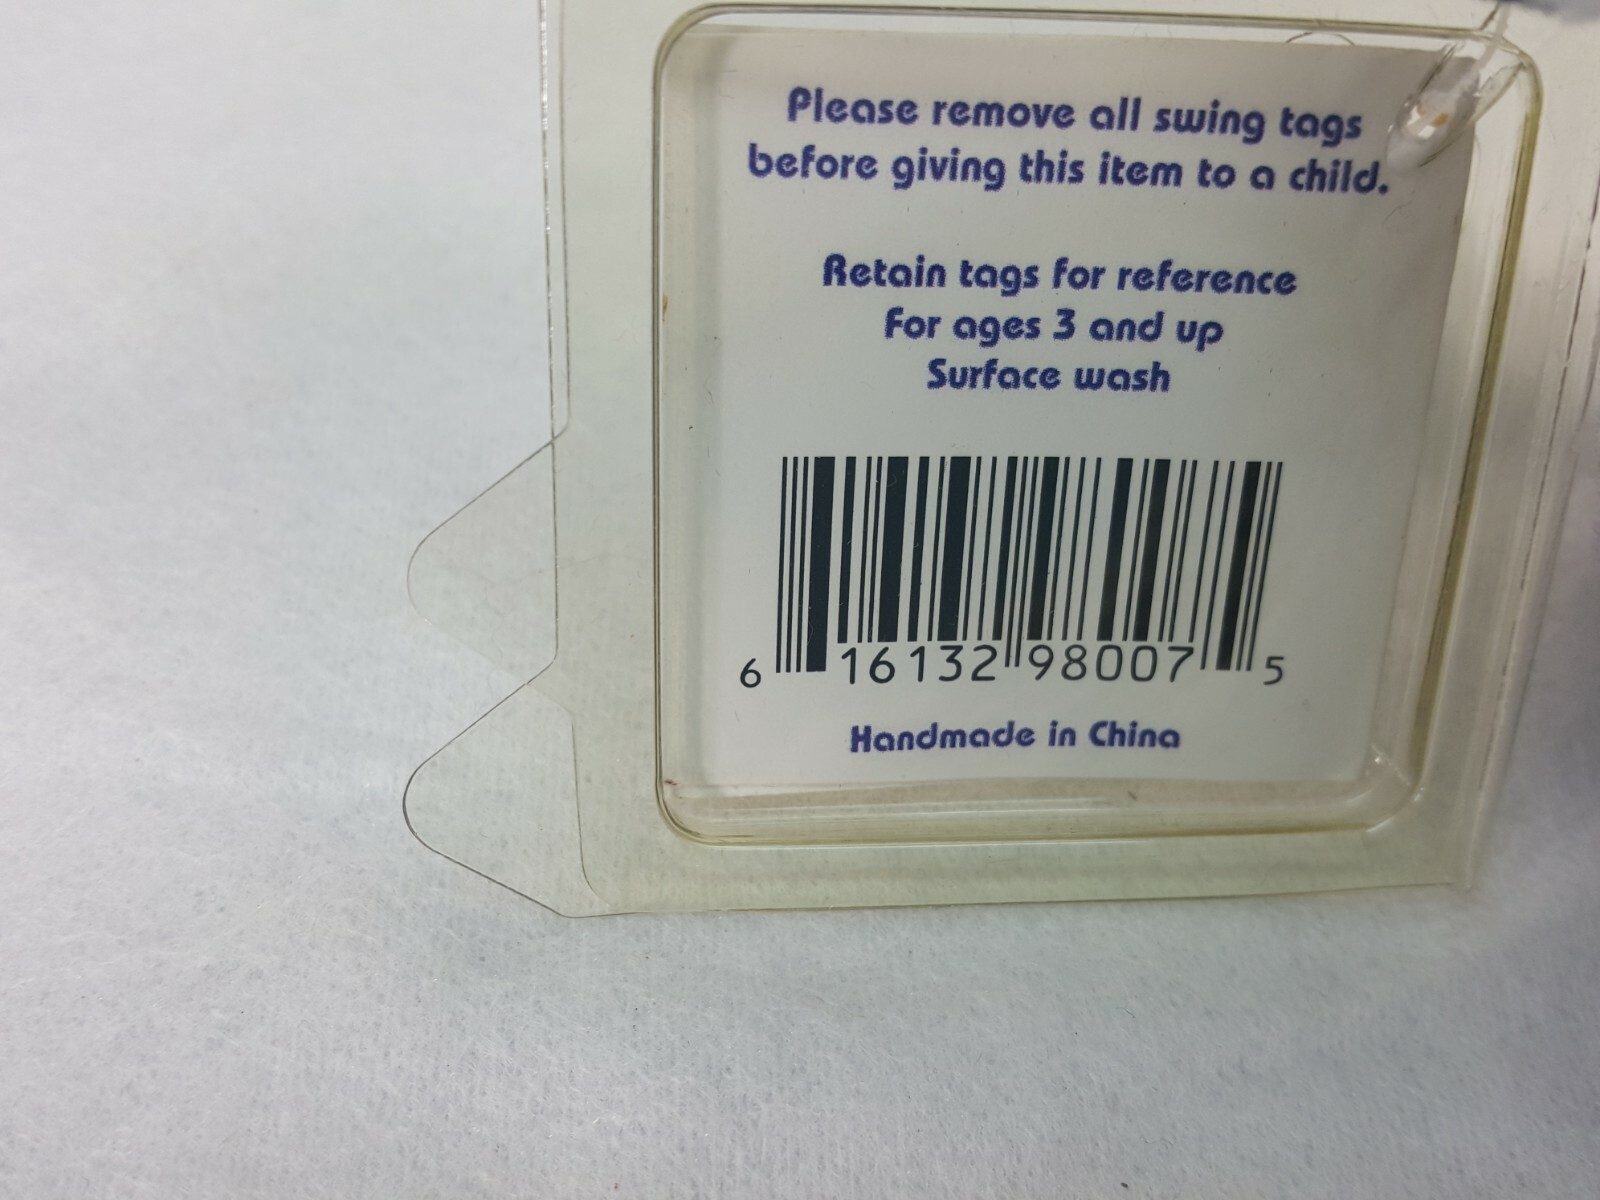 Please remove all swing tags
before giving this item to a child.
Retain tags for reference
For ages 3 and up
Surface wash
6 16132 98007 5
Handmade in China